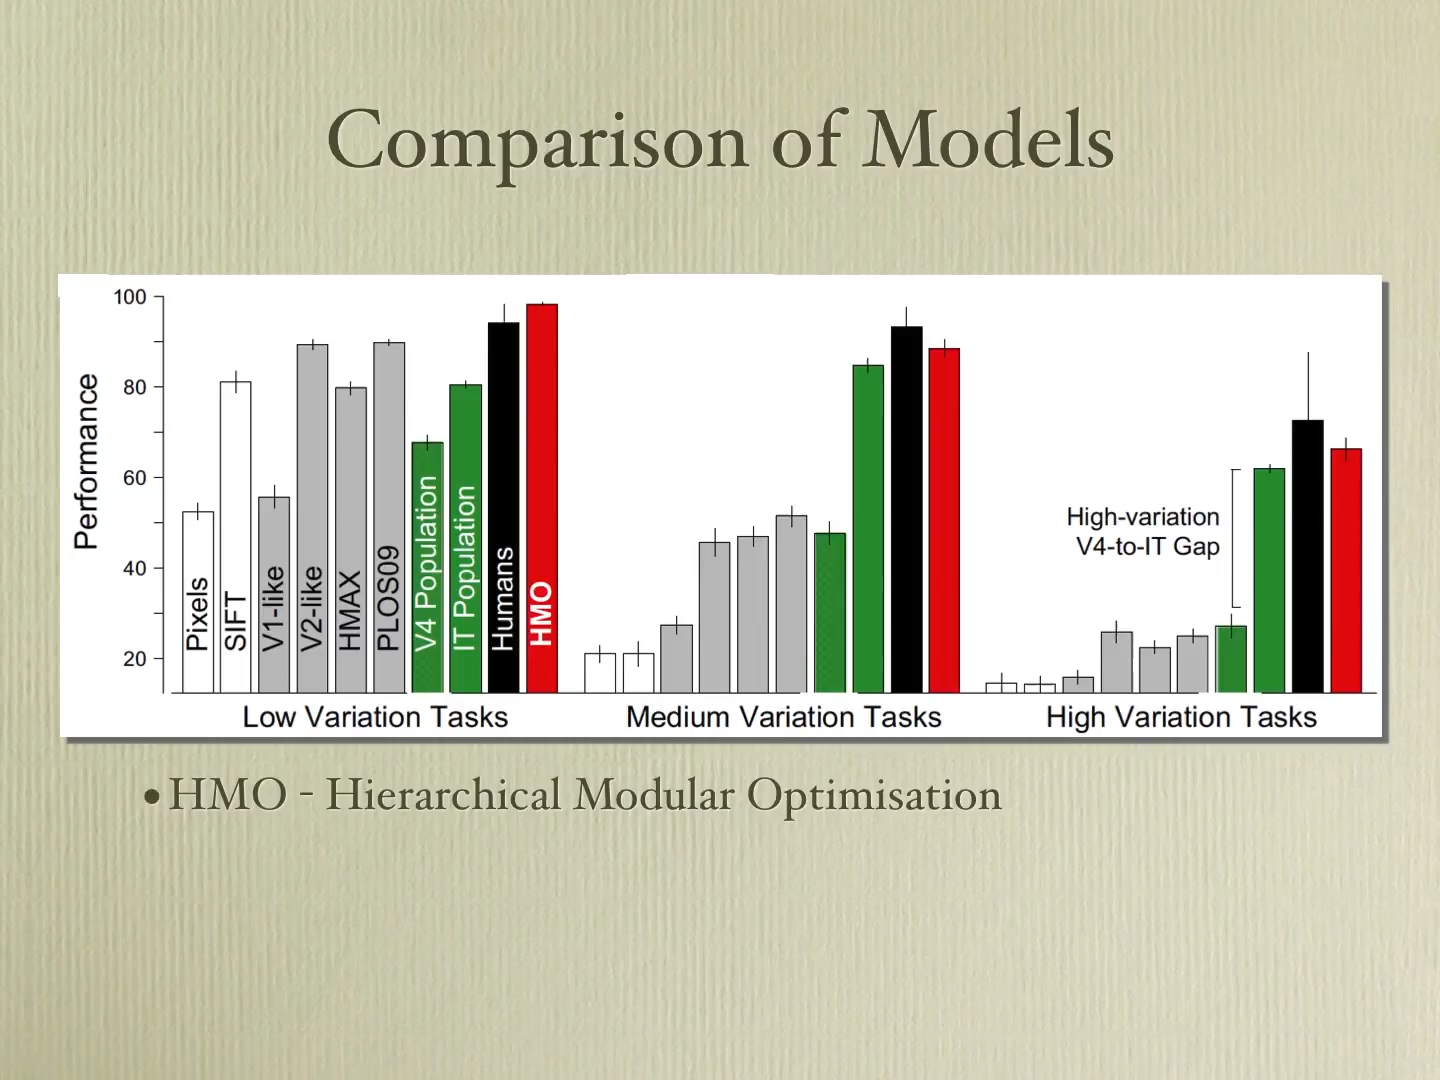 Comparison of Models
Performance
100
80
60
40
20
Pixels
SIFT
V1-like
V2-like
HMAX
PLOS09
V4 Population
IT Population
Humans
HMO
High-variation
V4-to-IT Gap
Low Variation Tasks
Medium Variation Tasks
High Variation Tasks
•HMO - Hierarchical Modular Optimisation